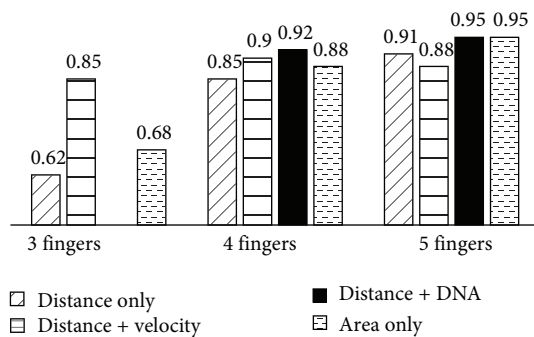 0.62
0.85
0.68
0.85
0.9
0.92
0.88
0.91
0.88
0.95
0.95
3 fingers
4 fingers
5 fingers
Distance only
Distance + velocity
Distance + DNA
Area only